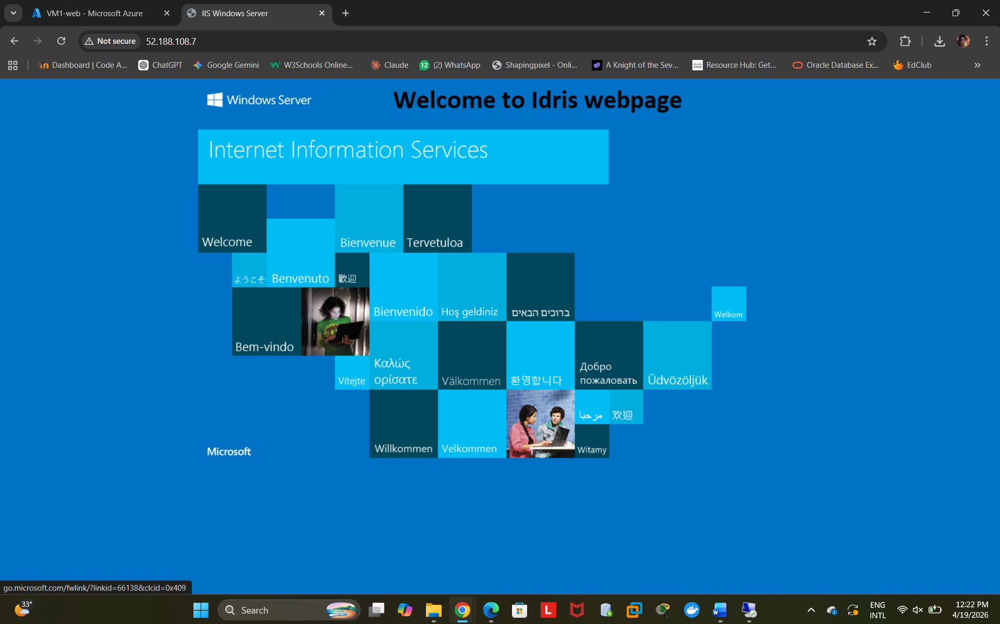 VM1-web - Microsoft Azure
IIS Windows Server
Not secure
52.188.108.7
Dashboard | Code A...
ChatGPT
Google Gemini
W3Schools Online...
Claude
12
(2) WhatsApp
Shapingpixel - Onli...
A Knight of the Sev...
Resource Hub: Get...
Oracle Database Ex...
EdClub
Windows Server
Welcome to Idris webpage
Internet Information Services
Welcome
Bienvenue
Tervetuloa
ようこそ
Benvenuto
歡迎
Bienvenido
Hoş geldiniz
ברוכים הבאים
Welkom
Bem-vindo
Vítejte
Καλώς
ορίσατε
Välkommen
환영합니다
Добро
пожаловать
Üdvözöljük
مرحبا
欢迎
Willkommen
Velkommen
Witamy
Microsoft
go.microsoft.com/fwlink/?linkid=66138&clcid=0x409
33°
Search
L
ENG
INTL
12:22 PM
4/19/2026